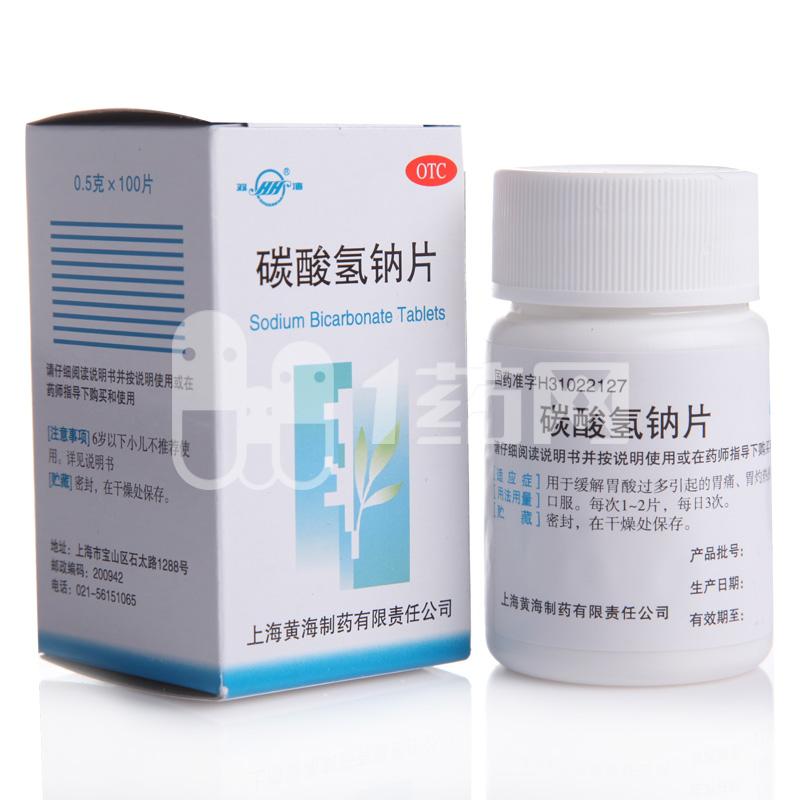 0.5克×100片
请仔细阅读说明书并按说明使用或在
药师指导下购买和使用
[注意事项] 6岁以下小儿不推荐使
用。详见说明书
[贮藏] 密封，在干燥处保存。
地址：上海市宝山区石太路1288号
邮政编码：200942
电话：021-56151065
HH®
OTC
碳酸氢钠片
Sodium Bicarbonate Tablets
上海黄海制药有限责任公司
1药网
国药准字H31022127
碳酸氢钠片
请仔细阅读说明书并按说明使用或在药师指导下购买
[适应症] 用于缓解胃酸过多引起的胃痛、胃灼热
[用法用量] 口服。每次1~2片，每日3次。
[贮藏] 密封，在干燥处保存。
产品批号：
生产日期：
有效期至：
上海黄海制药有限责任公司